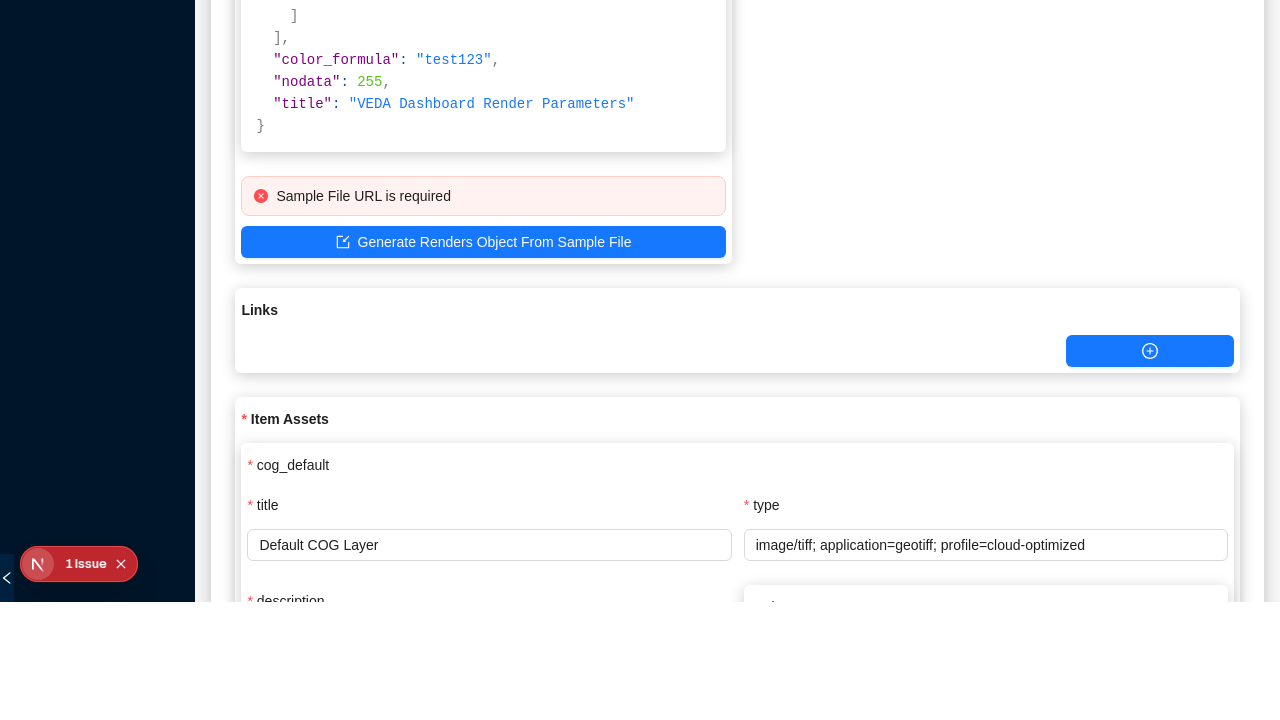 ]
],
"color_formula": "test123",
"nodata": 255,
"title": "VEDA Dashboard Render Parameters"
}
Sample File URL is required
Generate Renders Object From Sample File
Links
* Item Assets
* cog_default
* title
* type
Default COG Layer
image/tiff; application=geotiff; profile=cloud-optimized
1 Issue
* description